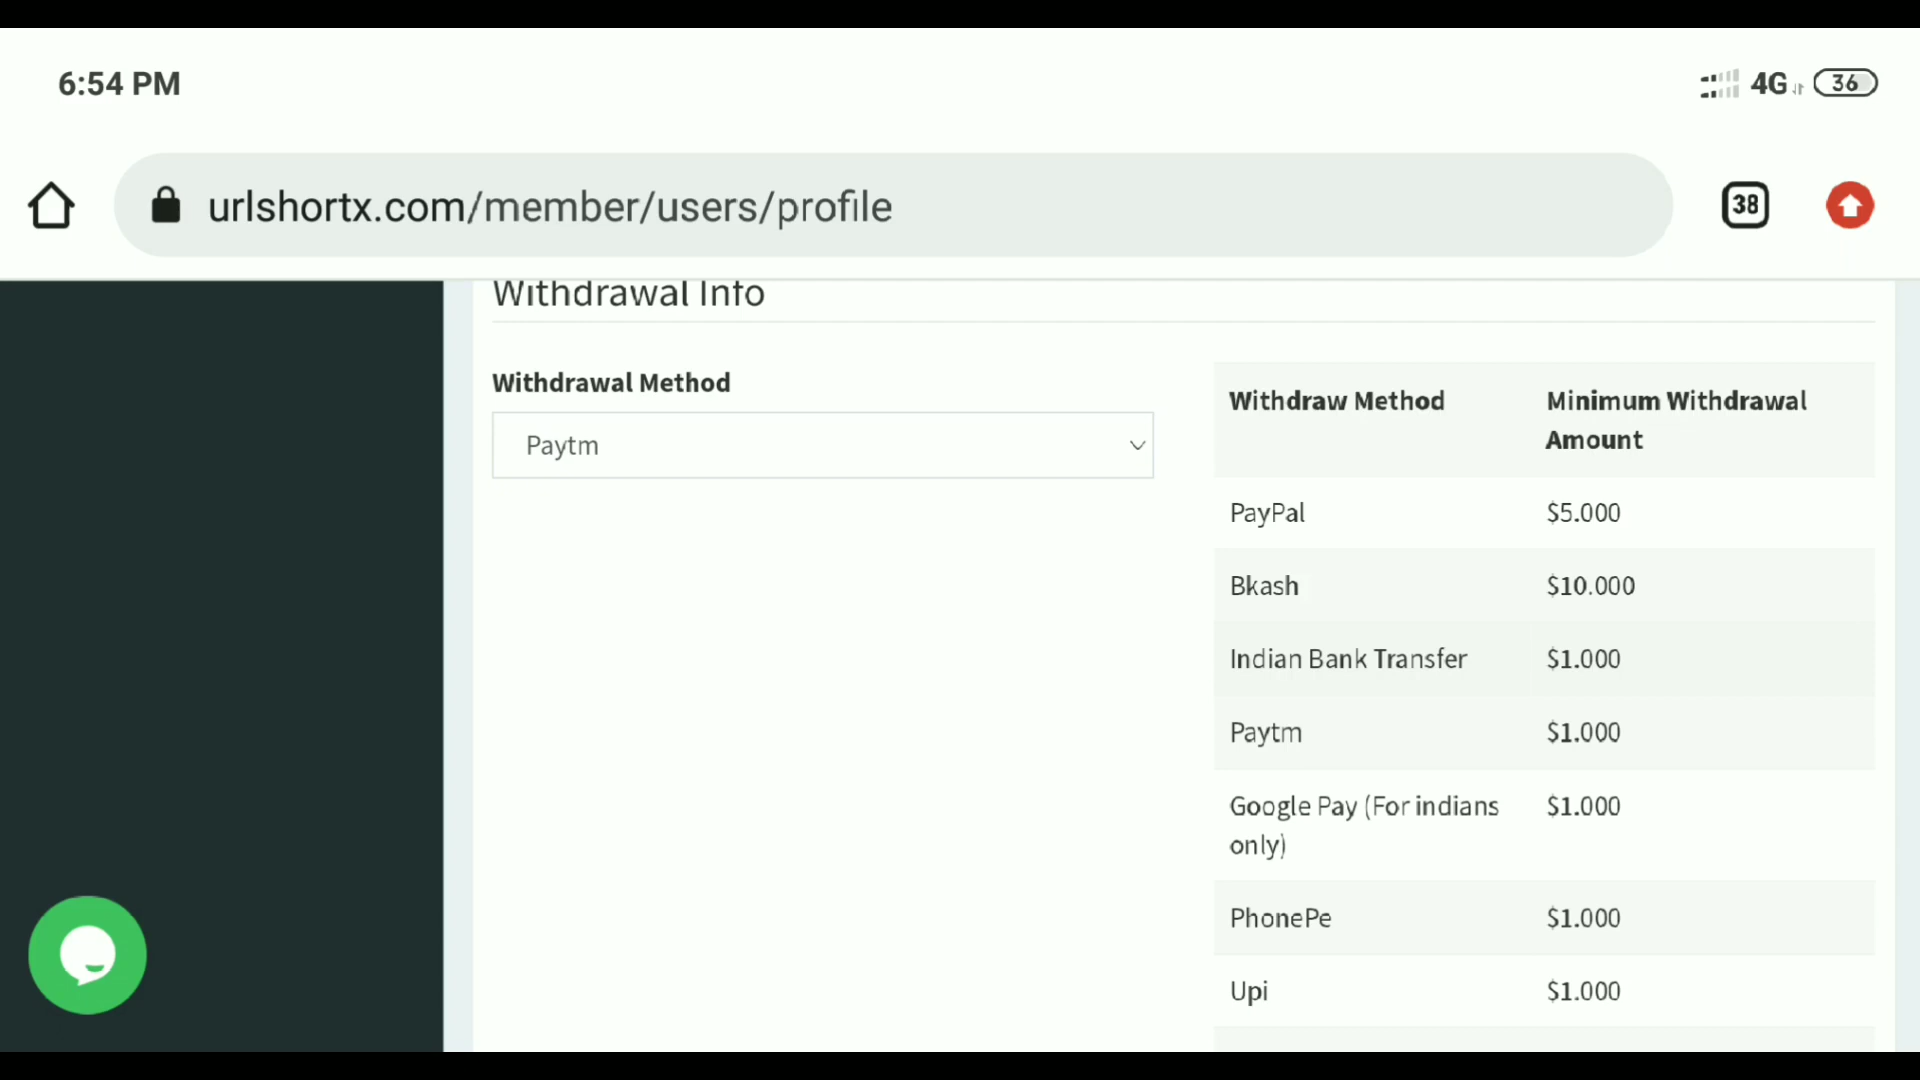 6:54 PM
4G 36
urlshortx.com/member/users/profile
38
Withdrawal Info
Withdrawal Method
Paytm
Withdraw Method Minimum Withdrawal
Amount
PayPal $5.000
Bkash $10.000
Indian Bank Transfer $1.000
Paytm $1.000
Google Pay (For indians $1.000
only)
PhonePe $1.000
Upi $1.000